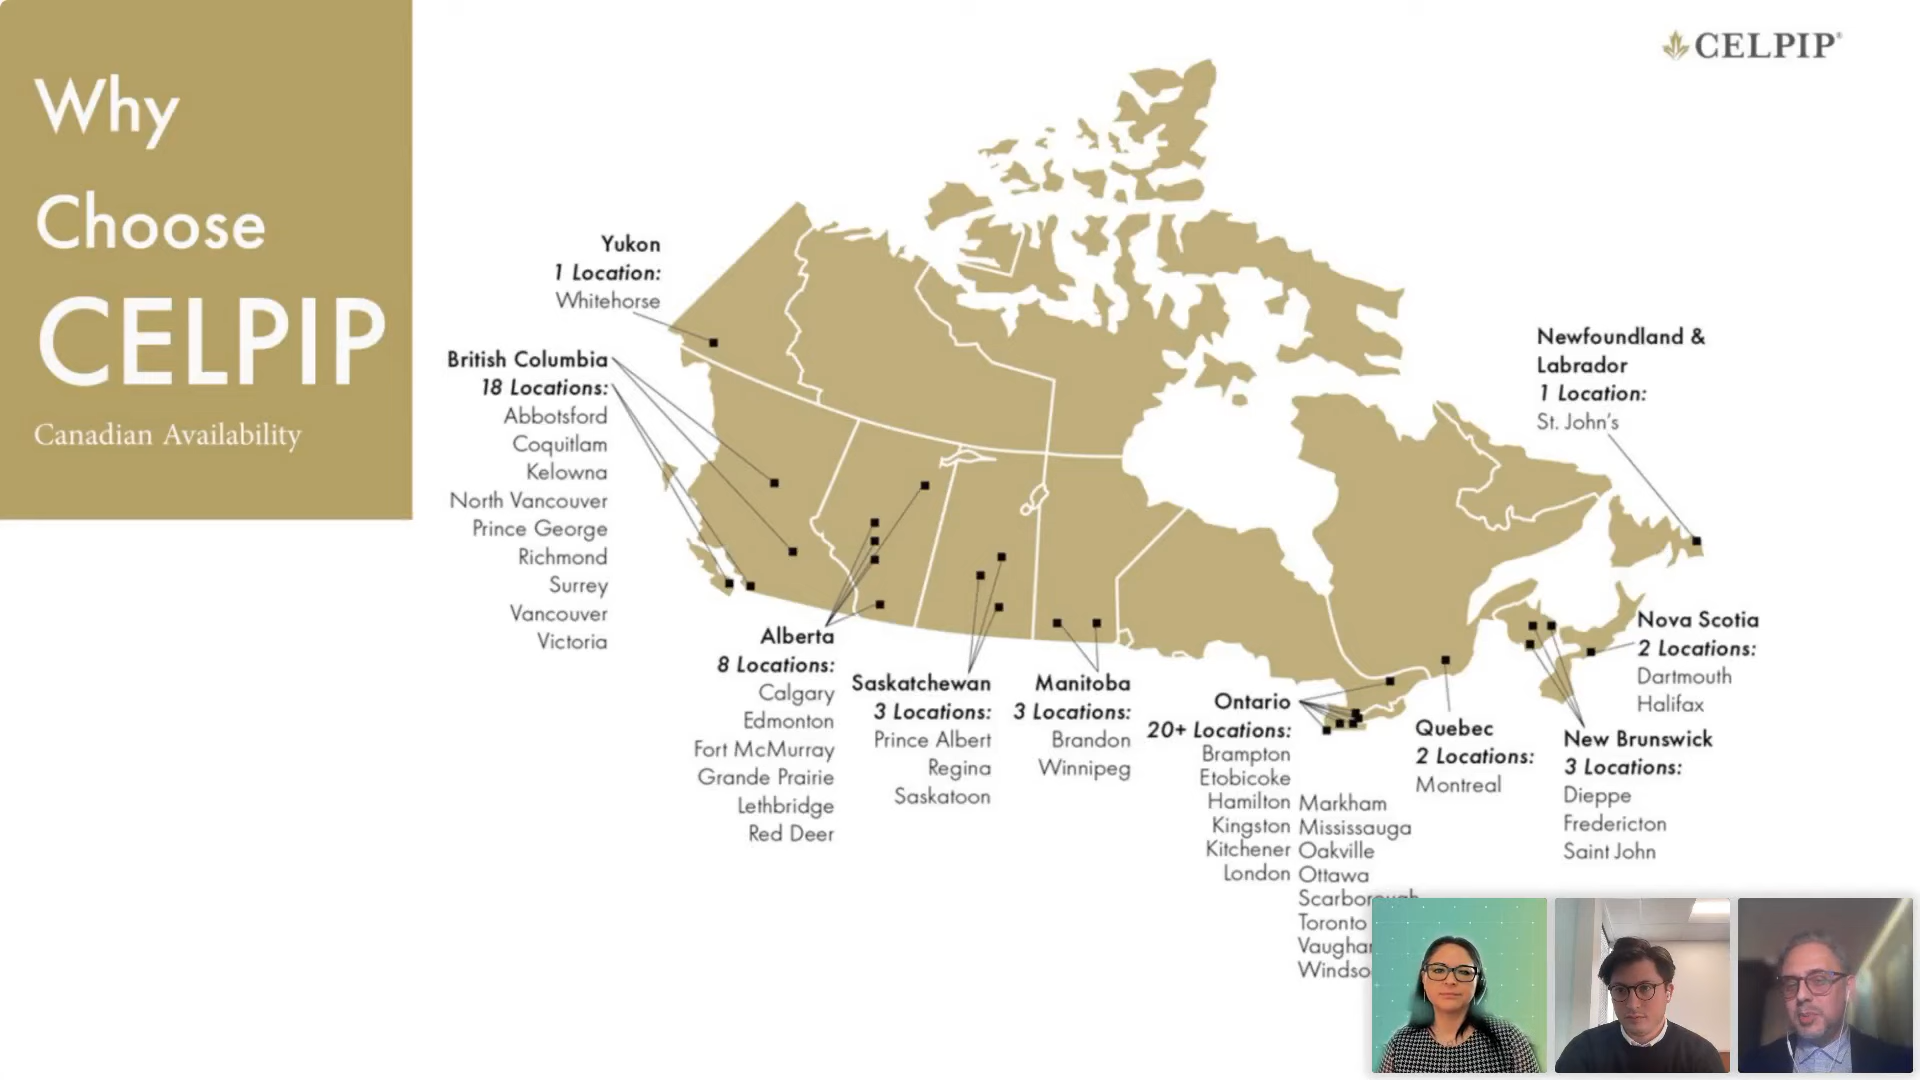 Why
Choose
CELPIP
Canadian Availability
CELPIP®
Yukon
1 Location:
Whitehorse
British Columbia
18 Locations:
Abbotsford
Coquitlam
Kelowna
North Vancouver
Prince George
Richmond
Surrey
Vancouver
Victoria
Alberta
8 Locations:
Calgary
Edmonton
Fort McMurray
Grande Prairie
Lethbridge
Red Deer
Saskatchewan
3 Locations:
Prince Albert
Regina
Saskatoon
Manitoba
3 Locations:
Brandon
Winnipeg
Ontario
20+ Locations:
Brampton
Etobicoke
Hamilton
Kingston
Kitchener
London
Markham
Mississauga
Oakville
Ottawa
Scarborough
Toronto
Vaughan
Windso
Quebec
2 Locations:
Montreal
New Brunswick
3 Locations:
Dieppe
Fredericton
Saint John
Nova Scotia
2 Locations:
Dartmouth
Halifax
Newfoundland &
Labrador
1 Location:
St. John's